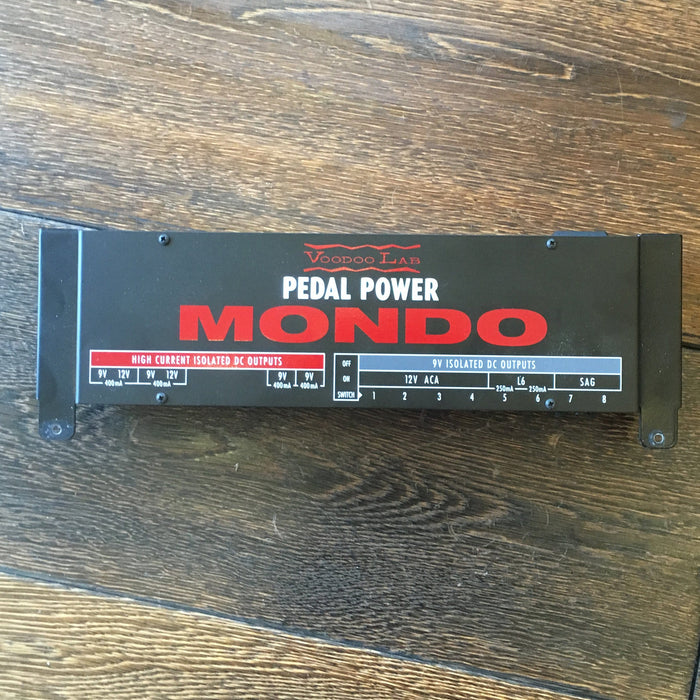 VOODOO LAB
PEDAL POWER
MONDO
HIGH CURRENT ISOLATED DC OUTPUTS
9V 12V 9V 12V 9V 9V
400mA 400mA 400mA 400mA
OFF 9V ISOLATED DC OUTPUTS
ON 12V ACA L6 SAG
250mA 250mA
SWITCH 1 2 3 4 5 6 7 8